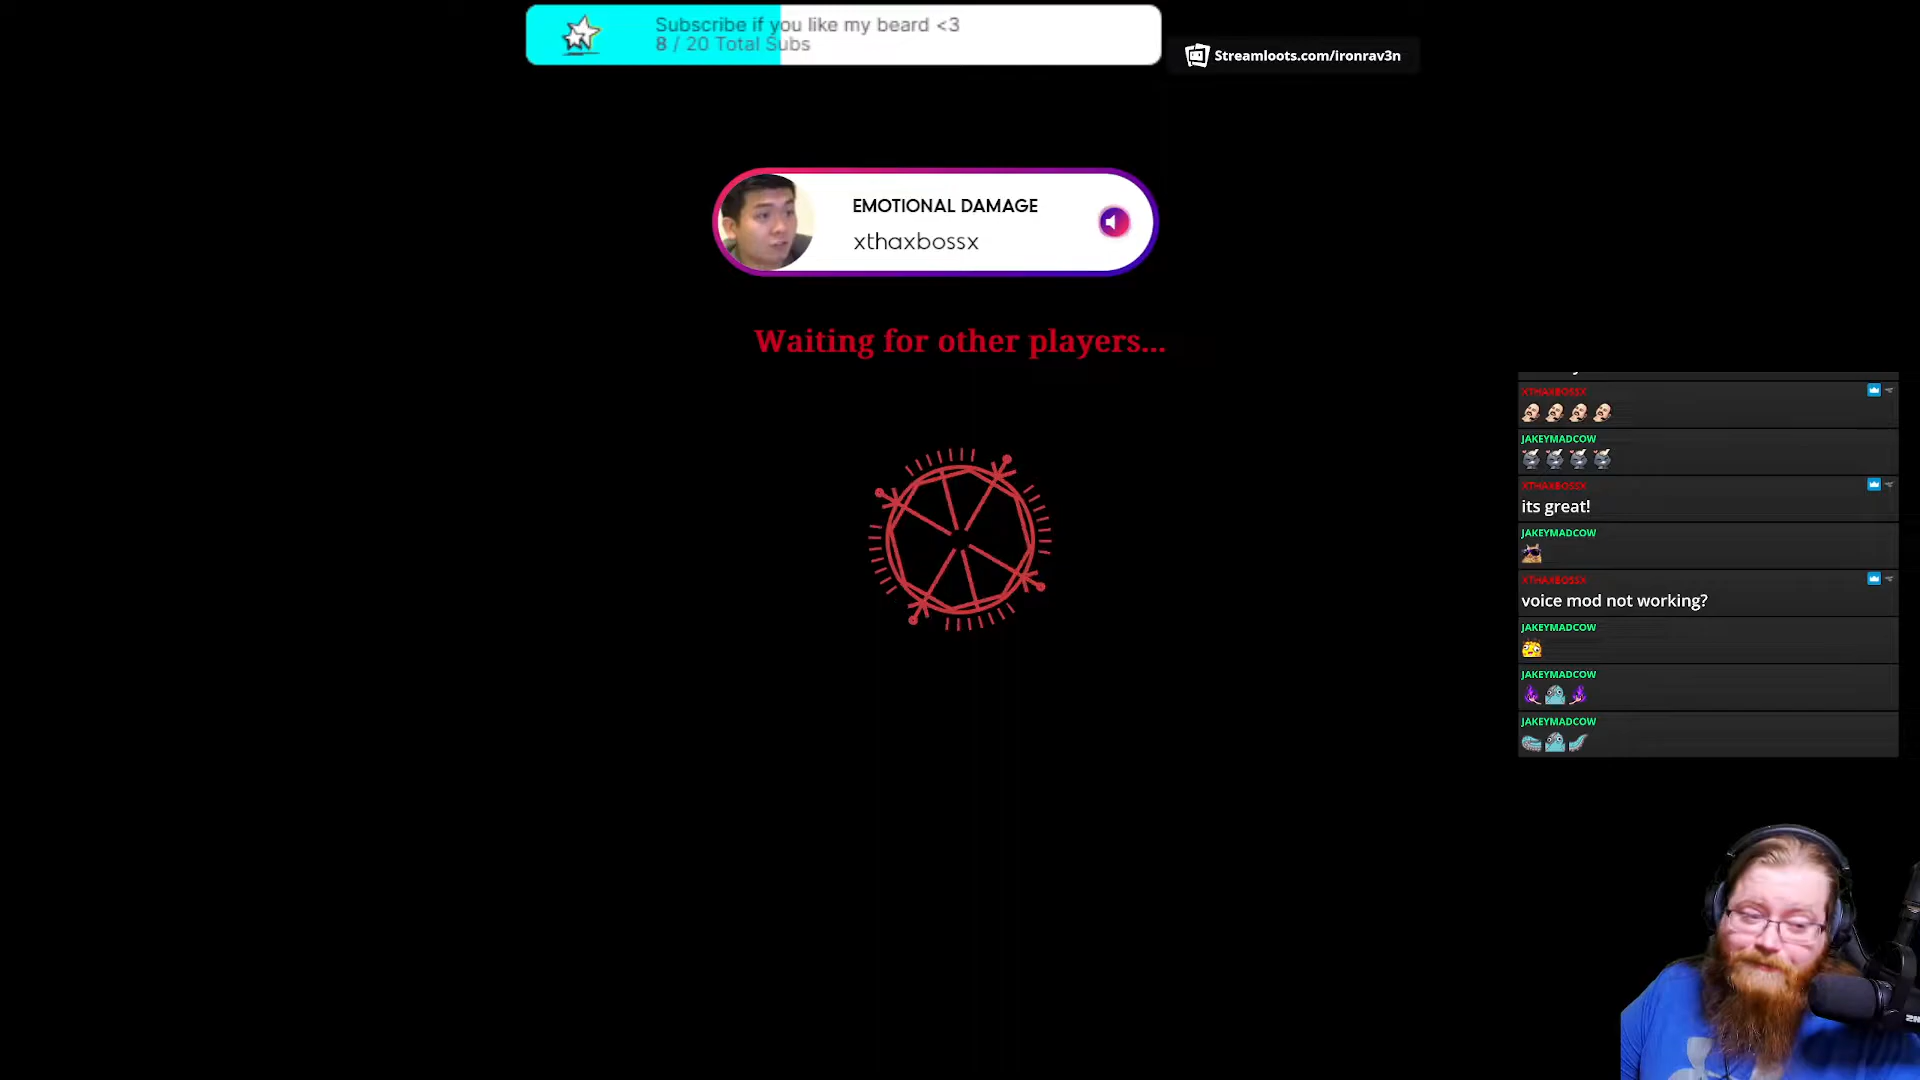 Subscribe if you like my beard <3
8 / 20 Total Subs
Streamloots.com/ironrav3n
EMOTIONAL DAMAGE
xthaxbossx
Waiting for other players...
XTHAXBOSSX
JAKEYMADCOW
XTHAXBOSSX
its great!
JAKEYMADCOW
XTHAXBOSSX
voice mod not working?
JAKEYMADCOW
JAKEYMADCOW
JAKEYMADCOW